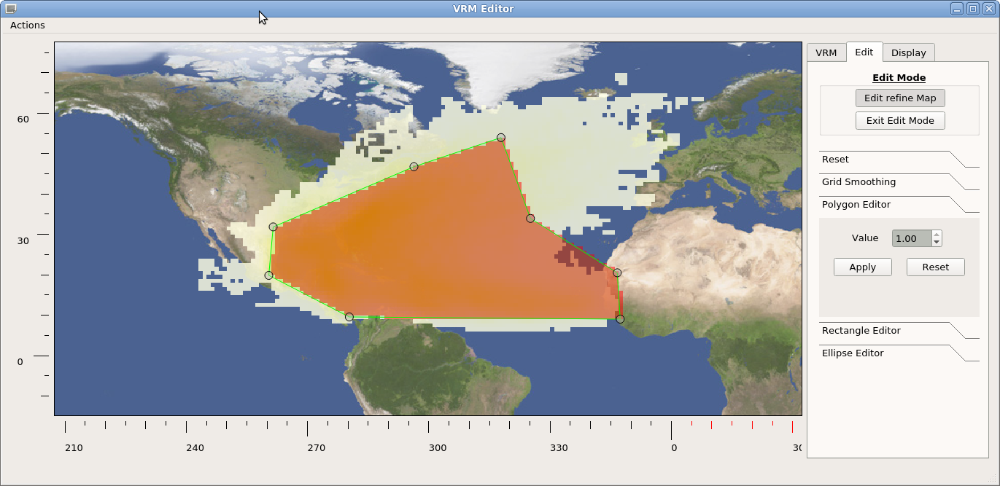 VRM Editor
Actions
VRM Edit Display
Edit Mode
Edit refine Map
Exit Edit Mode
Reset
Grid Smoothing
Polygon Editor
Value 1.00
Apply Reset
Rectangle Editor
Ellipse Editor
60
30
0
210 240 270 300 330 0 30